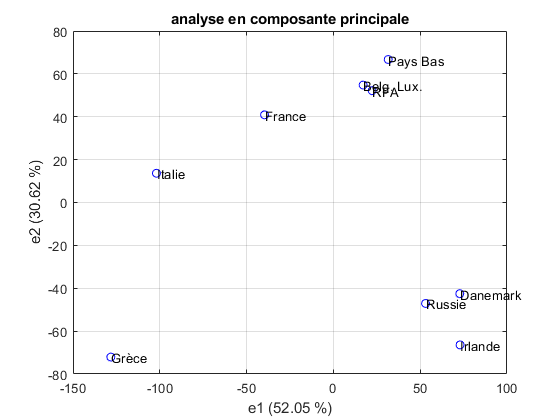 analyse en composante principale
80
60
40
20
0
-20
-40
-60
-80
e2 (30.62 %)
Pays Bas
Belg. Lux.
RFA
France
Italie
Danemark
Russie
Irlande
Grèce
-150
-100
-50
0
50
100
e1 (52.05 %)